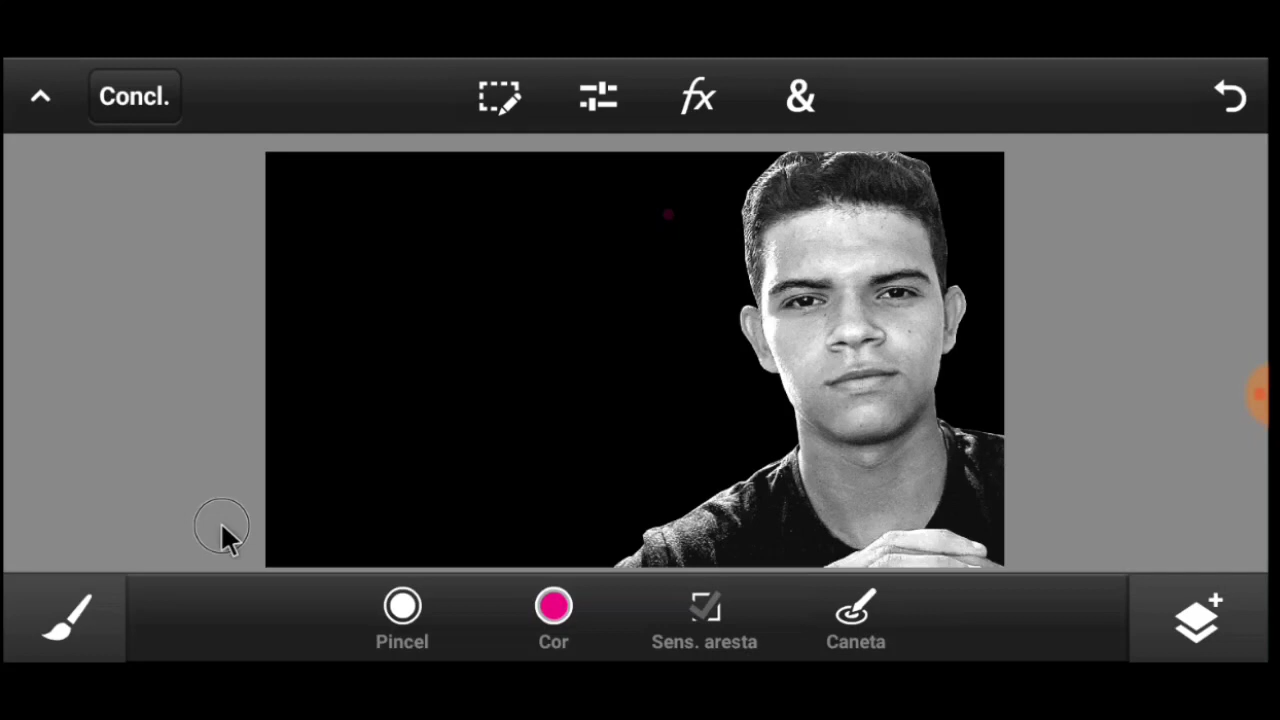 Concl.
fx
&
Pincel
Cor
Sens. aresta
Caneta